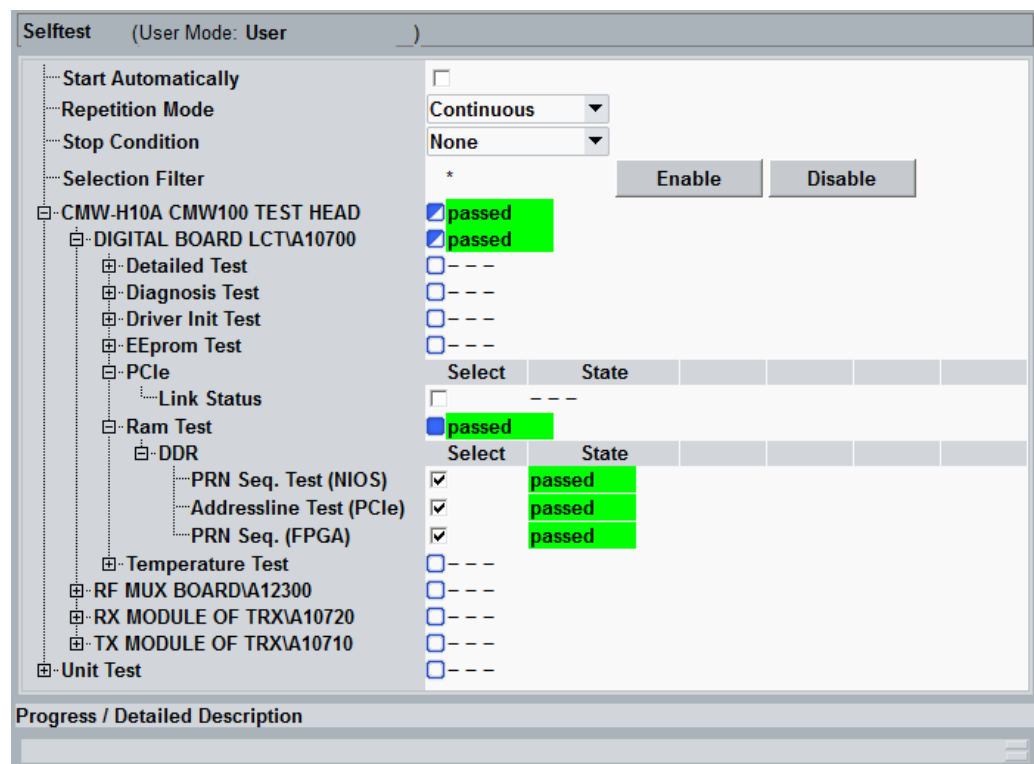 Selftest (User Mode: User )
Start Automatically
Repetition Mode Continuous
Stop Condition None
Selection Filter * Enable Disable
CMW-H10A CMW100 TEST HEAD passed
DIGITAL BOARD LCT\A10700 passed
Detailed Test – – –
Diagnosis Test – – –
Driver Init Test – – –
EEprom Test – – –
PCIe Select State
Link Status – – –
Ram Test passed
DDR Select State
PRN Seq. Test (NIOS) passed
Addressline Test (PCIe) passed
PRN Seq. (FPGA) passed
Temperature Test – – –
RF MUX BOARD\A12300 – – –
RX MODULE OF TRX\A10720 – – –
TX MODULE OF TRX\A10710 – – –
Unit Test – – –
Progress / Detailed Description